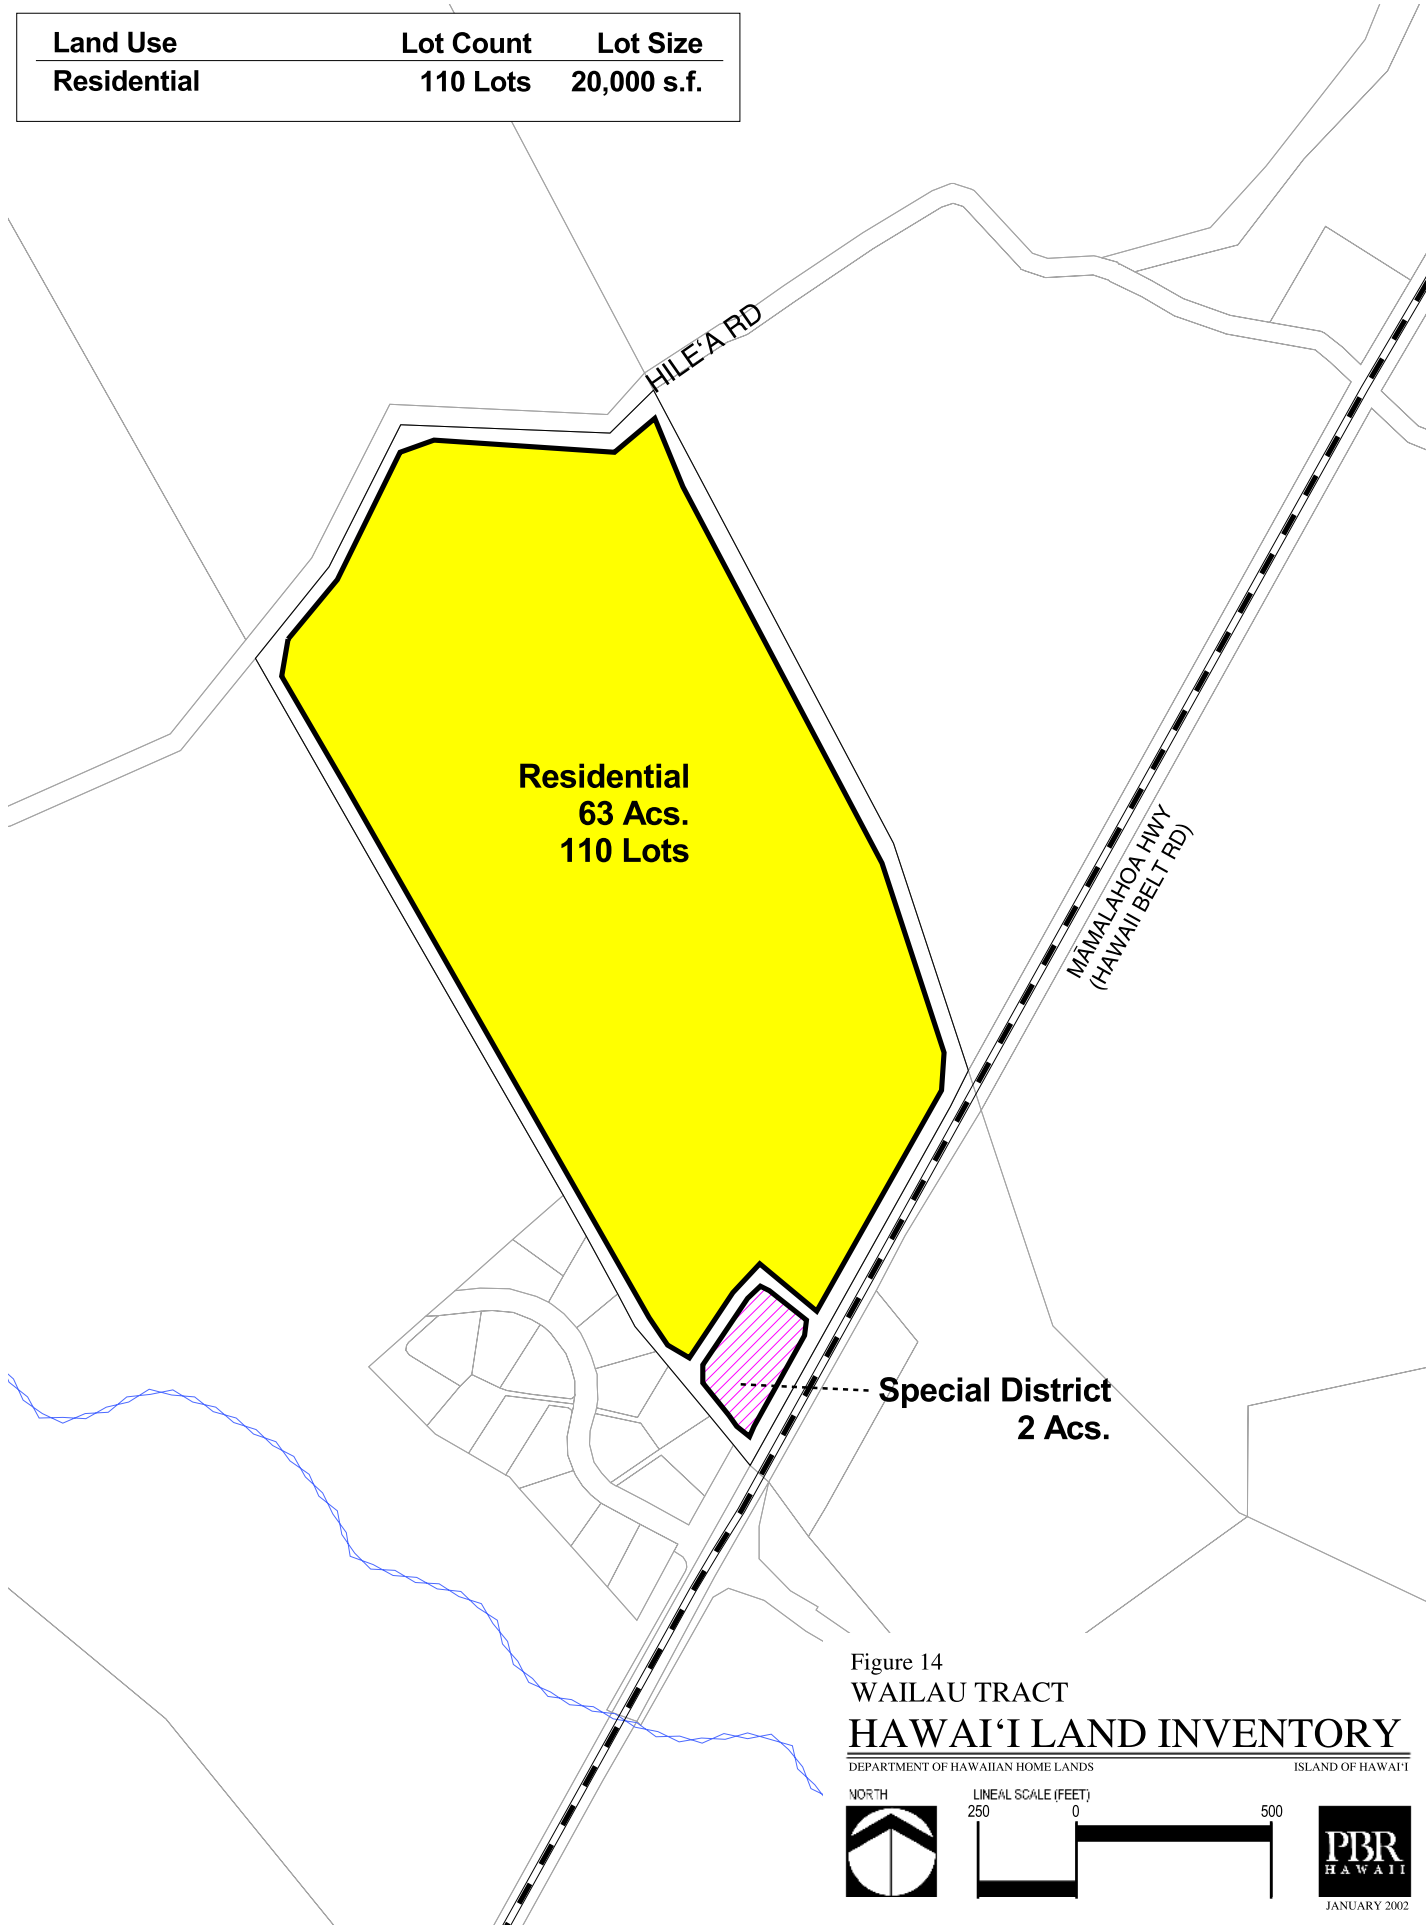 Land Use Lot Count Lot Size
Residential 110 Lots 20,000 s.f.
HILE‘A RD
Residential
63 Acs.
110 Lots
MĀMALAHOA HWY
(HAWAII BELT RD)
Special District
2 Acs.
Figure 14
WAILAU TRACT
HAWAI‘I LAND INVENTORY
DEPARTMENT OF HAWAIIAN HOME LANDS ISLAND OF HAWAI‘I
NORTH LINEAL SCALE (FEET)
250 0 500
PBR
HAWAII
JANUARY 2002